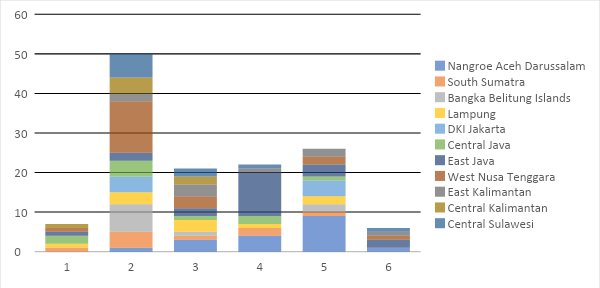 60
50
40
30
20
10
0
1 2 3 4 5 6
Nangroe Aceh Darussalam
South Sumatra
Bangka Belitung Islands
Lampung
DKI Jakarta
Central Java
East Java
West Nusa Tenggara
East Kalimantan
Central Kalimantan
Central Sulawesi